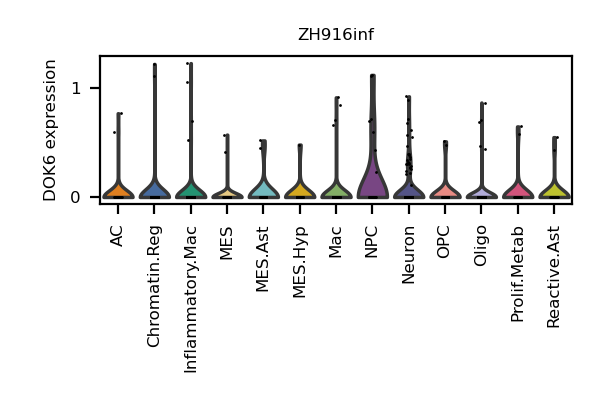 ZH916inf
DOK6 expression
1
0
AC
Chromatin.Reg
Inflammatory.Mac
MES
MES.Ast
MES.Hyp
Mac
NPC
Neuron
OPC
Oligo
Prolif.Metab
Reactive.Ast